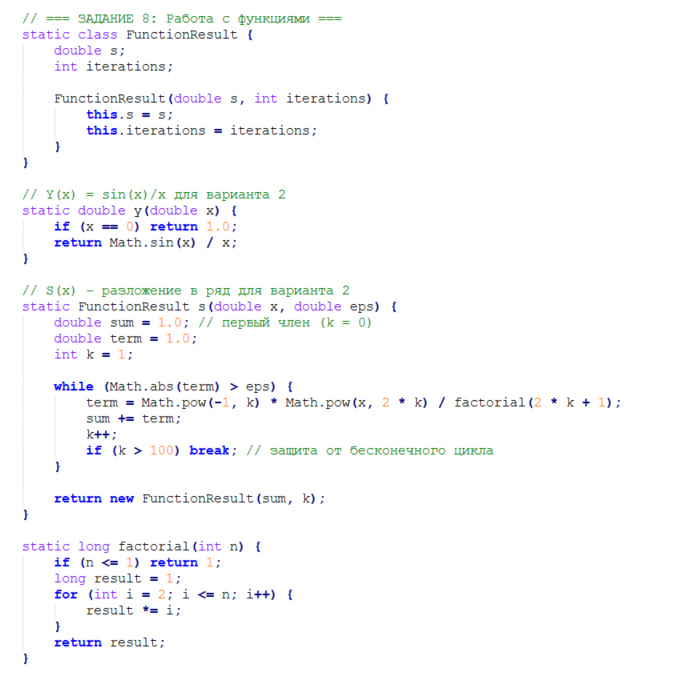 // === ЗАДАНИЕ 8: Работа с функциями ===
static class FunctionResult {
    double s;
    int iterations;

    FunctionResult(double s, int iterations) {
        this.s = s;
        this.iterations = iterations;
    }
}

// Y(x) = sin(x)/x для варианта 2
static double y(double x) {
    if (x == 0) return 1.0;
    return Math.sin(x) / x;
}

// S(x) - разложение в ряд для варианта 2
static FunctionResult s(double x, double eps) {
    double sum = 1.0; // первый член (k = 0)
    double term = 1.0;
    int k = 1;

    while (Math.abs(term) > eps) {
        term = Math.pow(-1, k) * Math.pow(x, 2 * k) / factorial(2 * k + 1);
        sum += term;
        k++;
        if (k > 100) break; // защита от бесконечного цикла
    }

    return new FunctionResult(sum, k);
}

static long factorial(int n) {
    if (n <= 1) return 1;
    long result = 1;
    for (int i = 2; i <= n; i++) {
        result *= i;
    }
    return result;
}